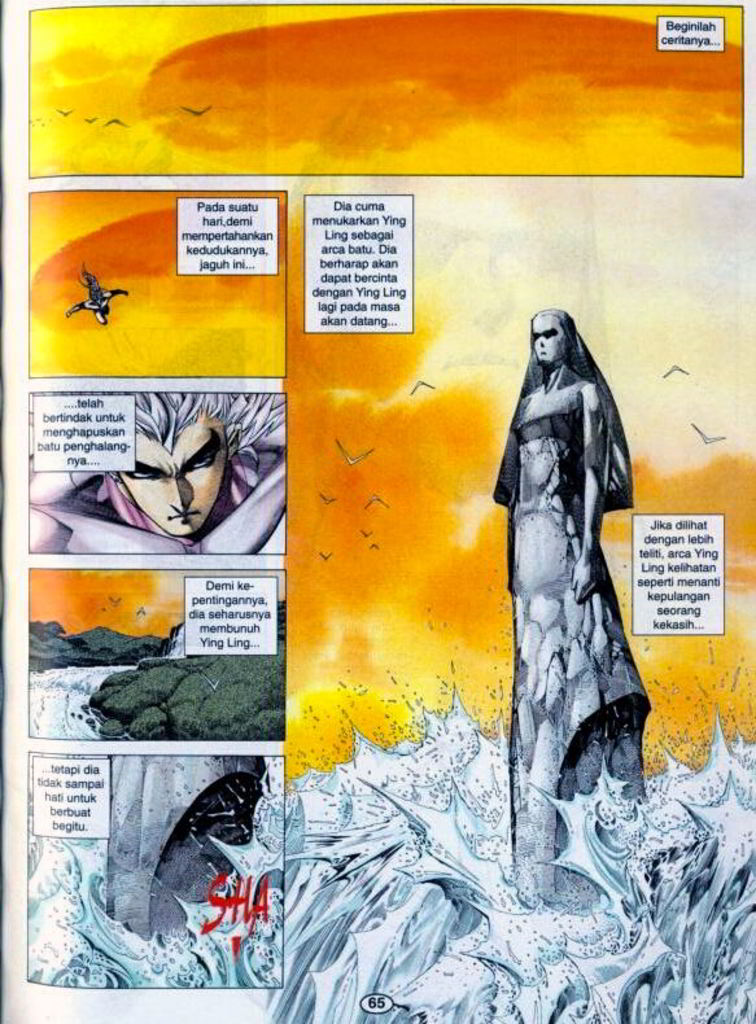 Beginilah
ceritanya...
Pada suatu
hari,demi
mempertahankan
kedudukannya,
jaguh ini...
....telah
bertindak untuk
menghapuskan
batu penghalang-
nya....
Demi ke-
pentingannya,
dia seharusnya
membunuh
Ying Ling...
...tetapi dia
tidak sampai
hati untuk
berbuat
begitu.
SHA
!
Dia cuma
menukarkan Ying
Ling sebagai
arca batu. Dia
berharap akan
dapat bercinta
dengan Ying Ling
lagi pada masa
akan datang...
Jika dilihat
dengan lebih
teliti, arca Ying
Ling kelihatan
seperti menanti
kepulangan
seorang
kekasih...
65